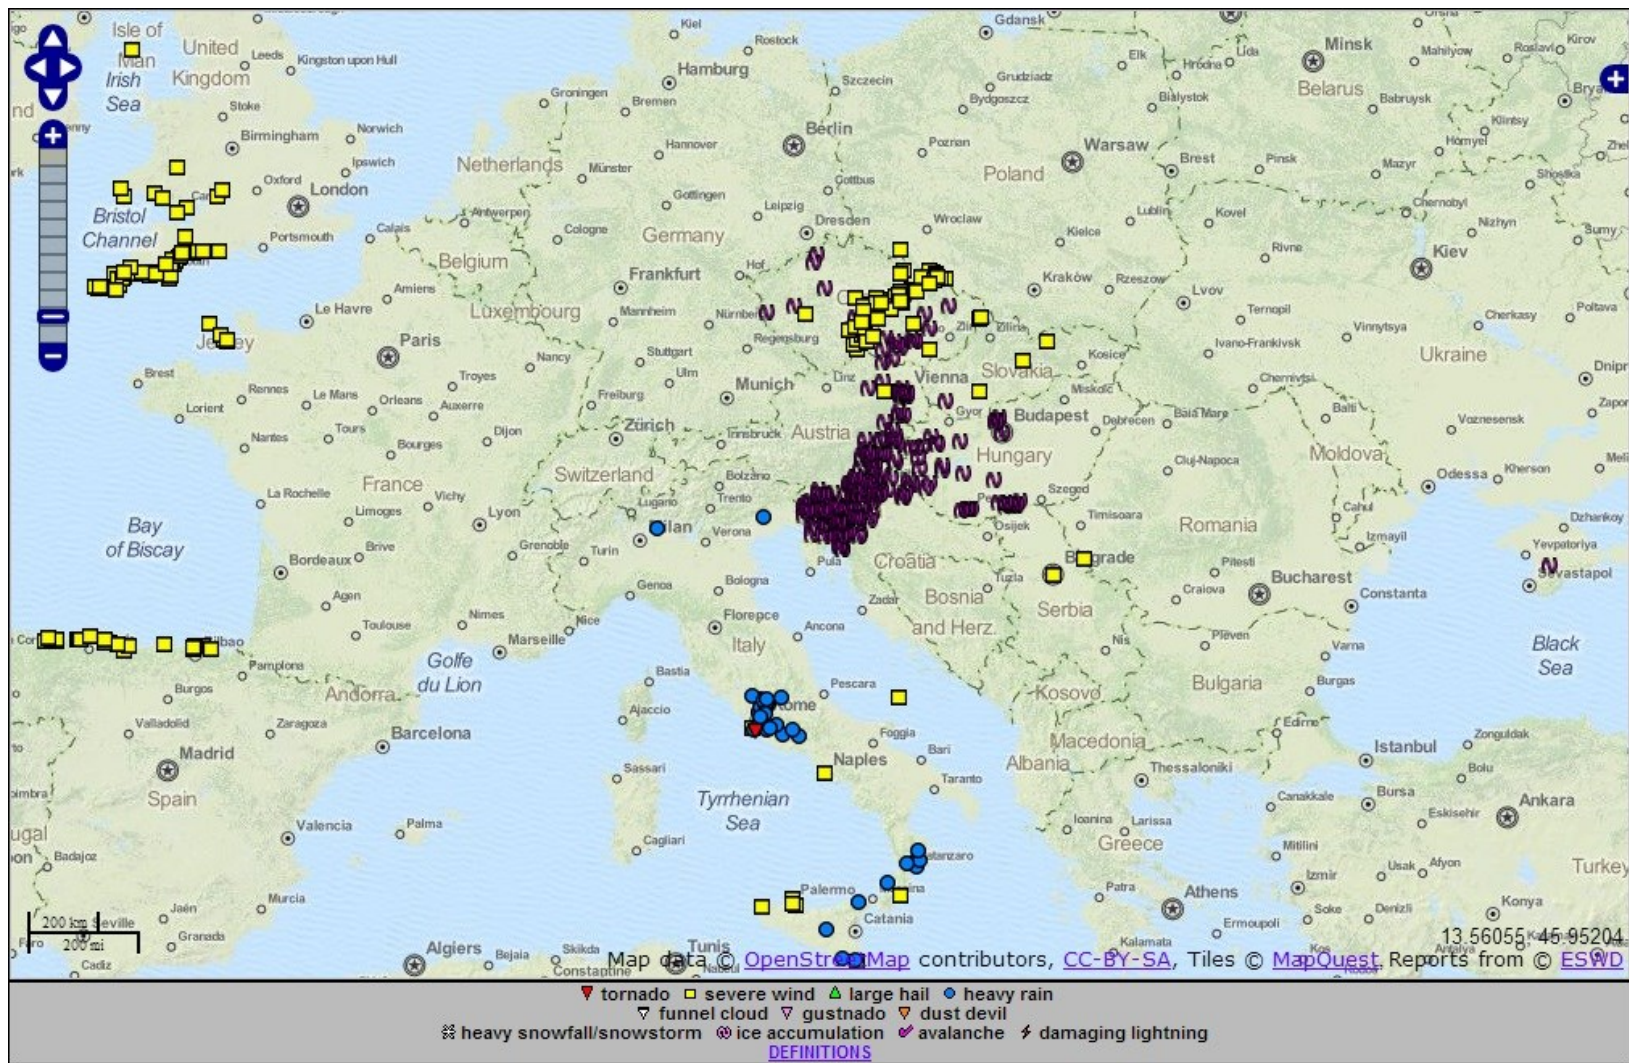 Gdansk
Isle of Man
United Kingdom
Leeds
Kingston upon Hull
Irish Sea
Kiel
Rostock
Hamburg
Szczecin
Elk
Hrodna
Lida
Minsk
Mahilyow
Roslavl
Kirov
Belarus
Babruysk
Grudziadz
Bydgoszcz
Bialystok
Groningen
Bremen
Stoke
Birmingham
Norwich
Ipswich
Berlin
Hannover
Poznan
Warsaw
Brest
Pinsk
Mazyr
Homyel
Klintsy
Netherlands
Münster
Poland
Oxford
London
Gottingen
Cottbus
Shostka
Chernobyl
Bristol Channel
Antwerpen
Leipzig
Dresden
Wroclaw
Lublin
Kovel
Nizhyn
Portsmouth
Calais
Cologne
Germany
Kielce
Rivne
Kiev
Sumy
Belgium
Frankfurt
Hof
Kraków
Rzeszow
Lvov
Amiens
Le Havre
Luxembourg
Mannheim
Nürnberg
Ternopil
Poltava
Cherkasy
Vinnytsya
Paris
Regensburg
Zilina
Nancy
Stuttgart
Kosice
Ivano-Frankivsk
Ukraine
Brest
Rennes
Le Mans
Troyes
Ulm
Munich
Linz
Vienna
Slovakia
Miskolc
Chernivtsi
Lorient
Orleans
Auxerre
Freiburg
Gyor
Budapest
Debrecen
Baia Mare
Balti
Voznesensk
Nantes
Tours
Bourges
Dijon
Zürich
Innsbruck
Austria
Hungary
Cluj-Napoca
Moldova
Odessa
Kherson
France
Switzerland
Bolzano
Trento
Lugano
La Rochelle
Vichy
Limoges
Lyon
Milan
Verona
Szeged
Timisoara
Romania
Cahul
Dzhankoy
Bay of Biscay
Osijek
Izmayil
Yevpatoriya
Grenoble
Turin
Bordeaux
Brive
Pula
Croatia
Belgrade
Pitesti
Sevastapol
Genoa
Bologna
Tuzla
Craiova
Bucharest
Constanta
Agen
Nimes
Nice
Florence
Zadar
Bosnia and Herz.
Serbia
Toulouse
Marseille
Ancona
Italy
Nis
Pleven
Varna
Black Sea
Bilbao
Pamplona
Golfe du Lion
Bastia
Pescara
Kosovo
Bulgaria
Burgas
Andorra
Burgos
Ajaccio
Rome
Valladolid
Zaragoza
Barcelona
Foggia
Bari
Macedonia
Edirne
Istanbul
Zonguldak
Madrid
Naples
Albania
Thessaloniki
Bolu
Sassari
Taranto
Spain
Tyrrhenian Sea
Canakkale
Bursa
Ankara
Eskisehir
Valencia
Palma
Cagliari
Ioanina
Larissa
Greece
Mitilini
Usak
Afyon
Turkey
Badajoz
Murcia
Palermo
Patra
Athens
Izmir
Jaén
Catania
Soke
Denizli
Konya
200 km
200 mi
Seville
Granada
Faro
Cadiz
Algiers
Bejaia
Skikda
Constantine
Tunis
Kalamata
Ermoupoli
13.56055, 45.95204
Map data © OpenStreetMap contributors, CC-BY-SA, Tiles © MapQuest, Reports from © ESWD
tornado severe wind large hail heavy rain
funnel cloud gustnado dust devil
heavy snowfall/snowstorm ice accumulation avalanche damaging lightning
DEFINITIONS